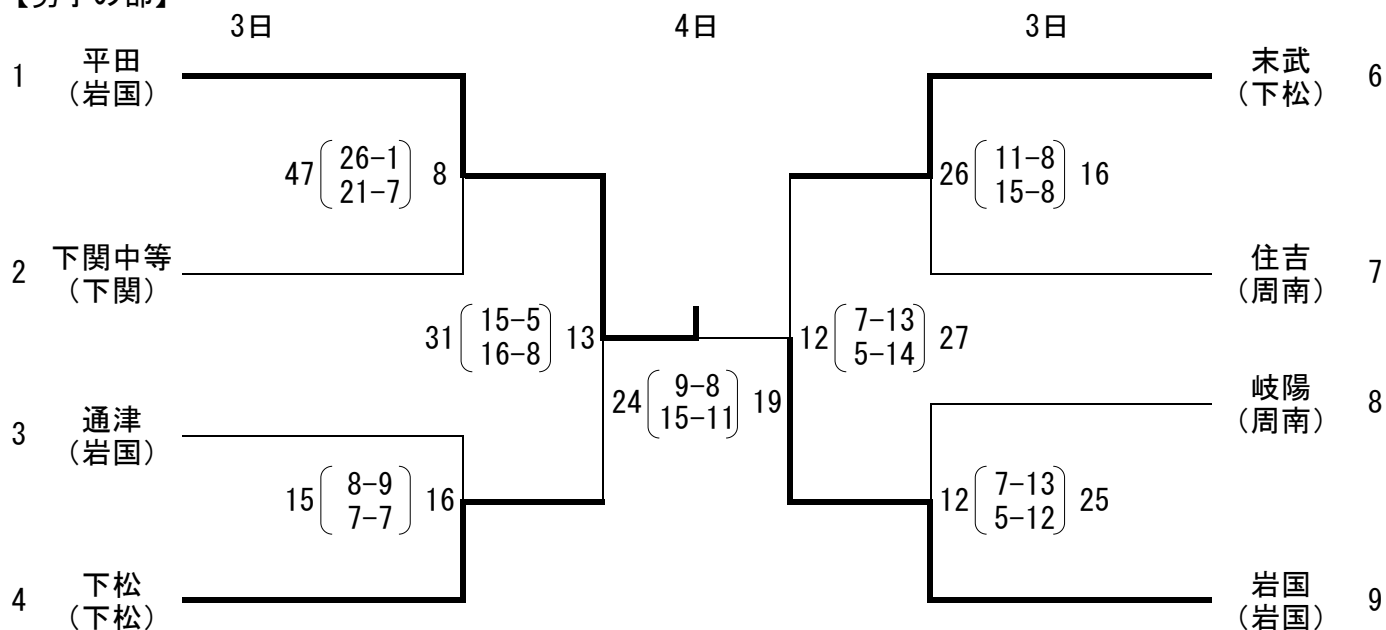 【男子の部】
3日
4日
3日
1
平田
(岩国)
47
26-1
21-7
8
2
下関中等
(下関)
31
15-5
16-8
13
3
通津
(岩国)
15
8-9
7-7
16
4
下松
(下松)
24
9-8
15-11
19
末武
(下松)
6
26
11-8
15-8
16
住吉
(周南)
7
12
7-13
5-14
27
岐陽
(周南)
8
12
7-13
5-12
25
岩国
(岩国)
9